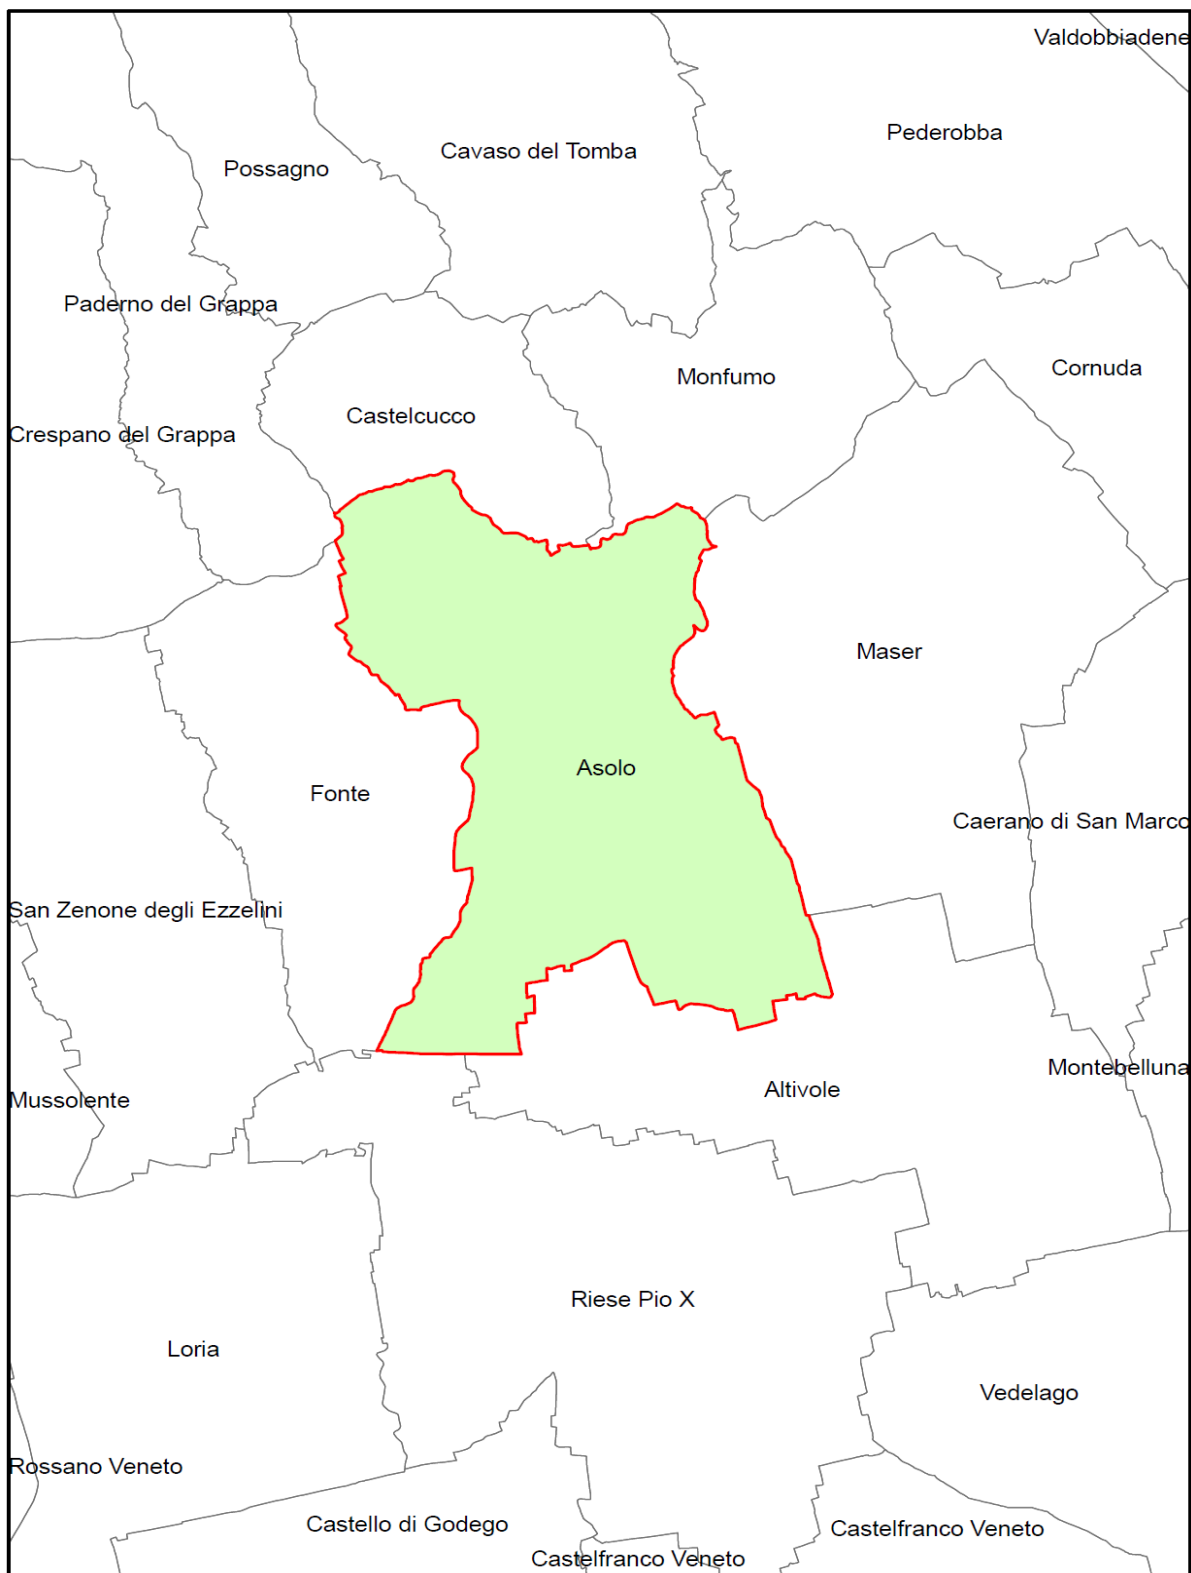 Valdobbiadene
Pederobba
Cavaso del Tomba
Possagno
Paderno del Grappa
Cornuda
Monfumo
Castelcucco
Crespano del Grappa
Maser
Asolo
Fonte
Caerano di San Marco
San Zenone degli Ezzelini
Montebelluna
Altivole
Mussolente
Riese Pio X
Loria
Vedelago
Rossano Veneto
Castello di Godego
Castelfranco Veneto
Castelfranco Veneto